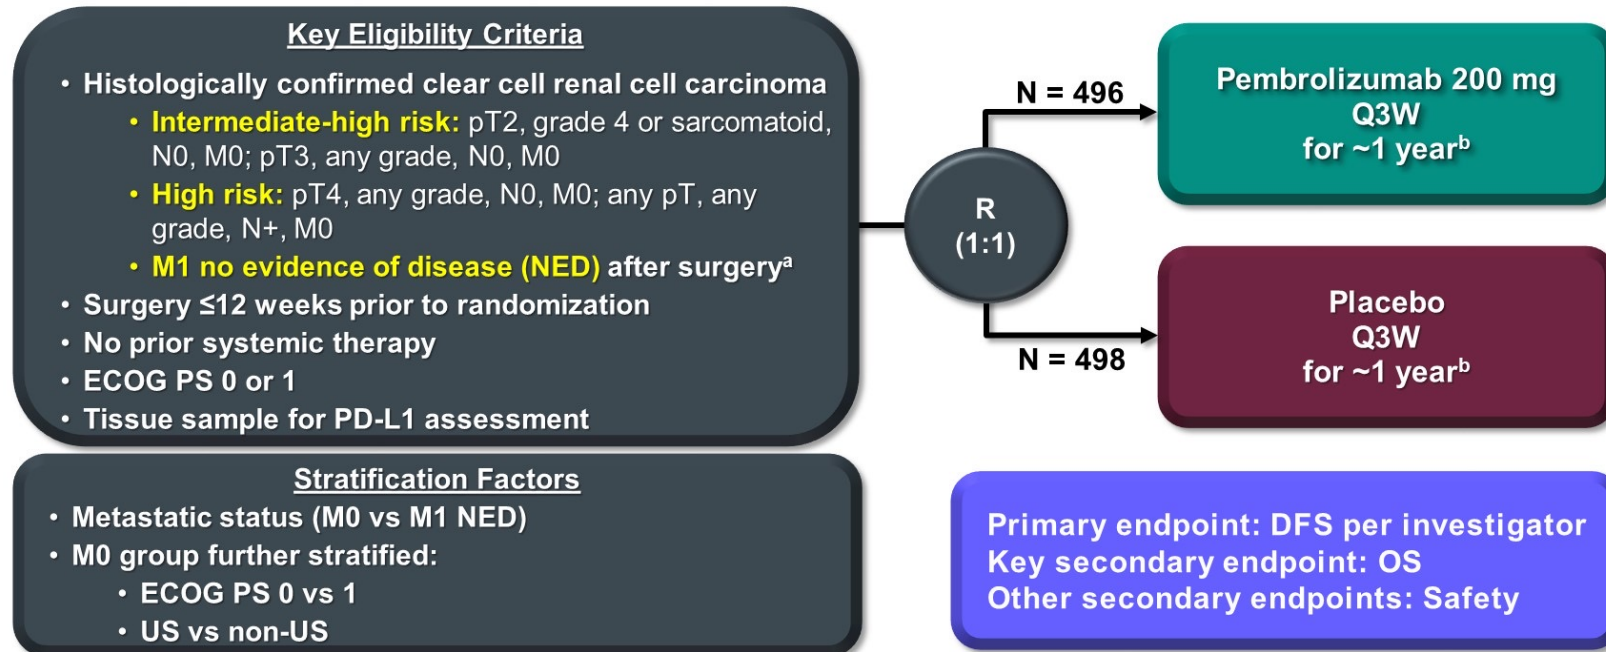 Key Eligibility Criteria
• Histologically confirmed clear cell renal cell carcinoma
• Intermediate-high risk: pT2, grade 4 or sarcomatoid,
N0, M0; pT3, any grade, N0, M0
• High risk: pT4, any grade, N0, M0; any pT, any
grade, N+, M0
• M1 no evidence of disease (NED) after surgeryᵃ
• Surgery ≤12 weeks prior to randomization
• No prior systemic therapy
• ECOG PS 0 or 1
• Tissue sample for PD-L1 assessment
Stratification Factors
• Metastatic status (M0 vs M1 NED)
• M0 group further stratified:
• ECOG PS 0 vs 1
• US vs non-US
R
(1:1)
N = 496
Pembrolizumab 200 mg
Q3W
for ~1 yearᵇ
N = 498
Placebo
Q3W
for ~1 yearᵇ
Primary endpoint: DFS per investigator
Key secondary endpoint: OS
Other secondary endpoints: Safety